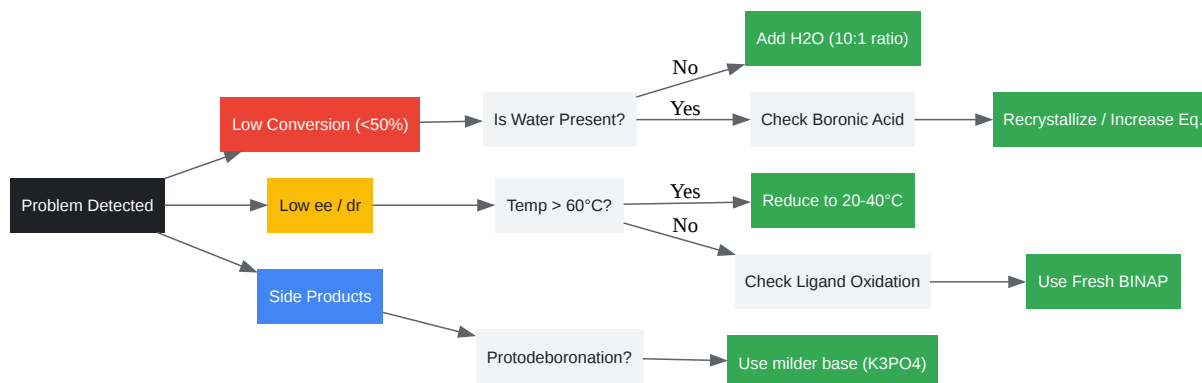 Add H2O (10:1 ratio)
No
Low Conversion (<50%)
Is Water Present?
Yes
Check Boronic Acid
Recrystallize / Increase Eq.
Problem Detected
Low ee / dr
Temp > 60°C?
Yes
Reduce to 20-40°C
No
Side Products
Check Ligand Oxidation
Use Fresh BINAP
Protodeboronation?
Use milder base (K3PO4)